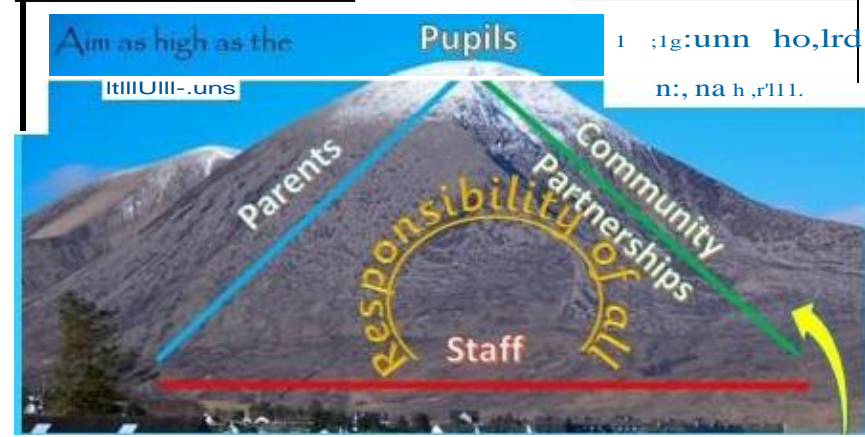 Aim as high as the
Pupils
Parents
Community
Partnerships
Responsibility of all
Staff